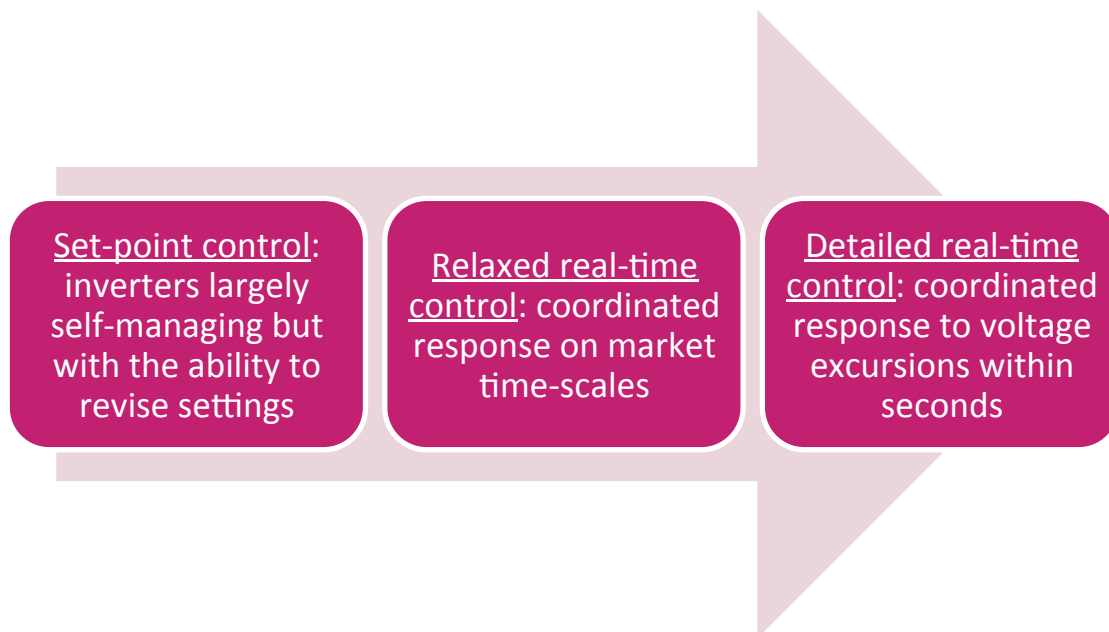 Set-point control:
inverters largely
self-managing but
with the ability to
revise settings
Relaxed real-time
control: coordinated
response on market
time-scales
Detailed real-time
control: coordinated
response to voltage
excursions within
seconds